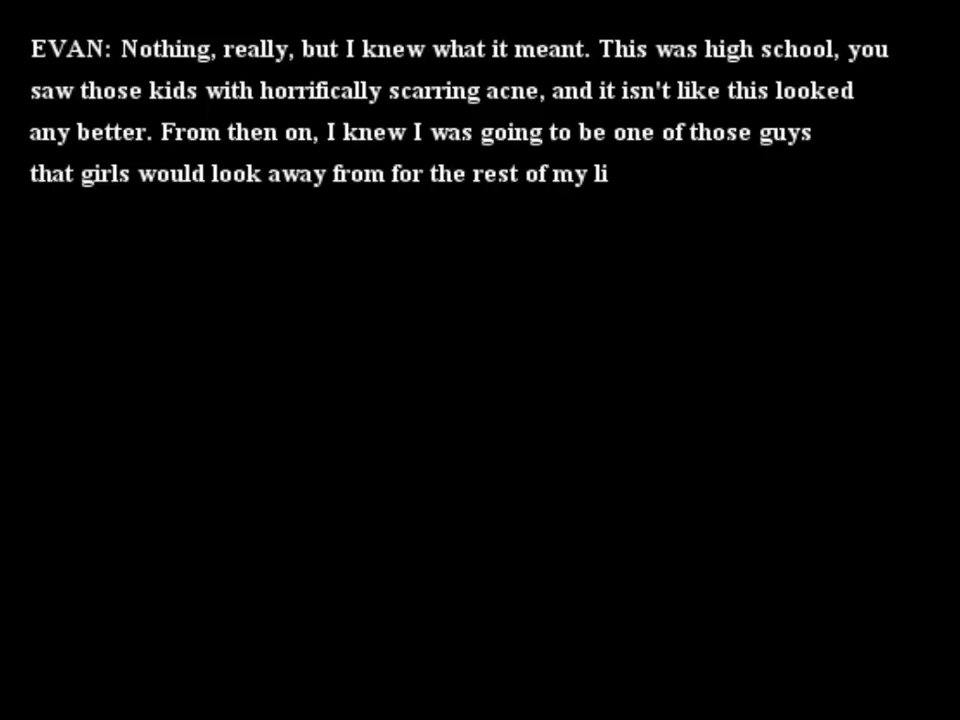 EVAN: Nothing, really, but I knew what it meant. This was high school, you
saw those kids with horrifically scarring acne, and it isn't like this looked
any better. From then on, I knew I was going to be one of those guys
that girls would look away from for the rest of my li